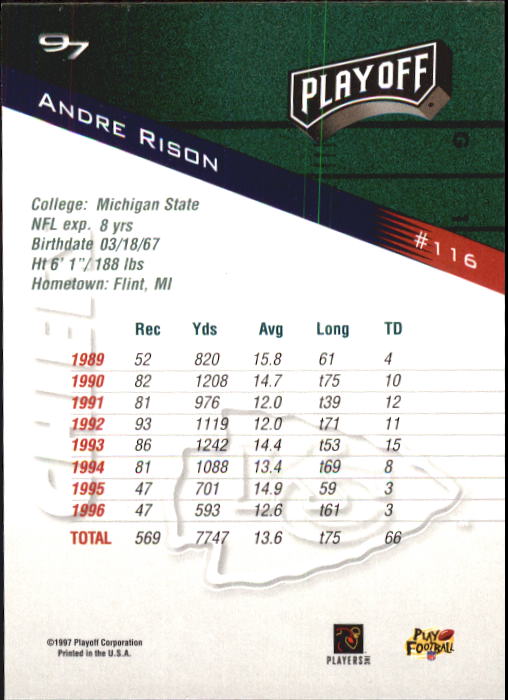 97
PLAYOFF
ANDRE RISON
#116
College: Michigan State
NFL exp. 8 yrs
Birthdate 03/18/67
Ht 6' 1"/ 188 lbs
Hometown: Flint, MI
Rec Yds Avg Long TD
1989 52 820 15.8 61 4
1990 82 1208 14.7 t75 10
1991 81 976 12.0 t39 12
1992 93 1119 12.0 t71 11
1993 86 1242 14.4 t53 15
1994 81 1088 13.4 t69 8
1995 47 701 14.9 59 3
1996 47 593 12.6 t61 3
TOTAL 569 7747 13.6 t75 66
CHIEFS
©1997 Playoff Corporation
Printed in the U.S.A.
PLAYERS INC
PLAY FOOTBALL